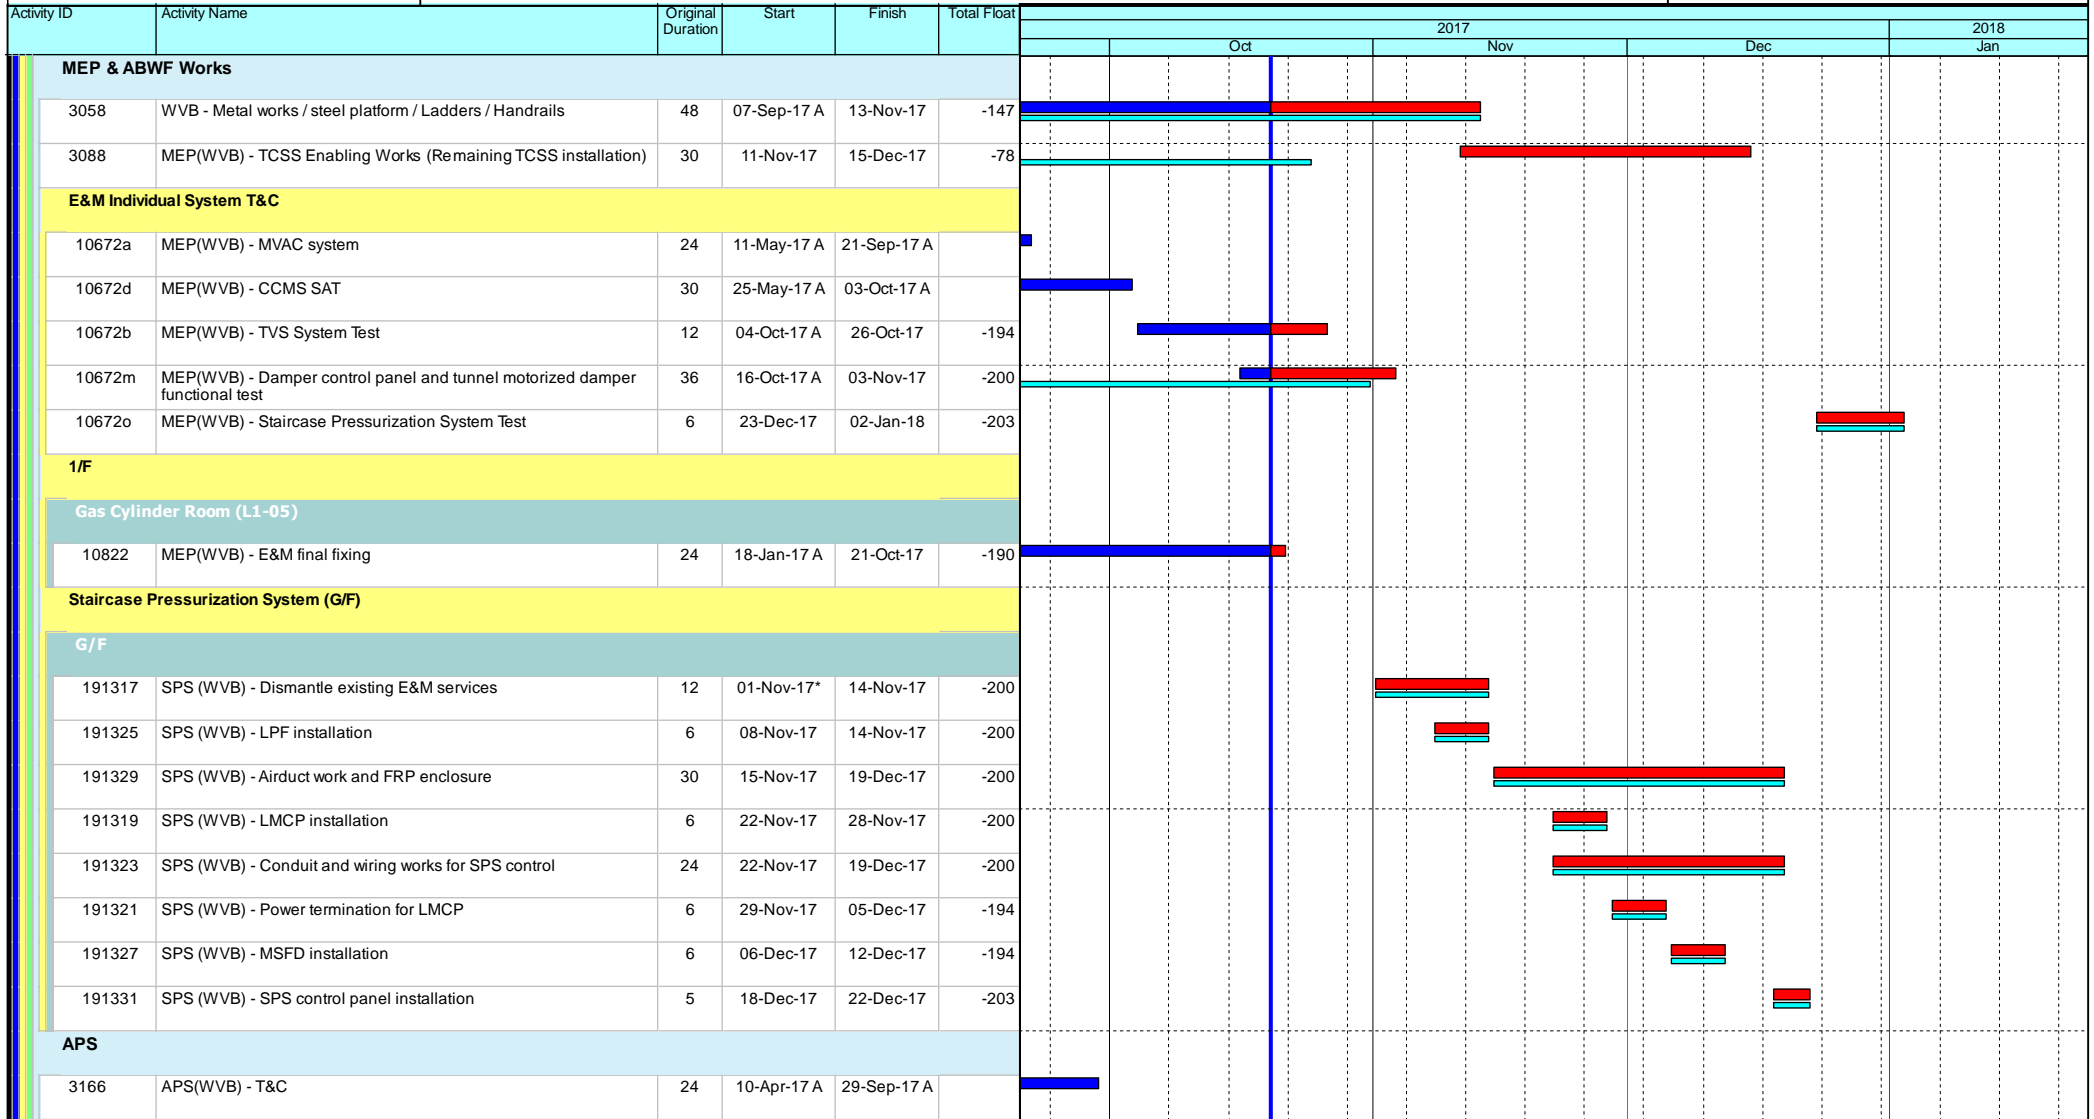 Activity ID Activity Name Original Duration Start Finish Total Float
2017 2018
Oct Nov Dec Jan
MEP & ABWF Works
3058 WVB - Metal works / steel platform / Ladders / Handrails 48 07-Sep-17 A 13-Nov-17 -147
3088 MEP(WVB) - TCSS Enabling Works (Remaining TCSS installation) 30 11-Nov-17 15-Dec-17 -78
E&M Individual System T&C
10672a MEP(WVB) - MVAC system 24 11-May-17 A 21-Sep-17 A
10672d MEP(WVB) - CCMS SAT 30 25-May-17 A 03-Oct-17 A
10672b MEP(WVB) - TVS System Test 12 04-Oct-17 A 26-Oct-17 -194
10672m MEP(WVB) - Damper control panel and tunnel motorized damper functional test 36 16-Oct-17 A 03-Nov-17 -200
10672o MEP(WVB) - Staircase Pressurization System Test 6 23-Dec-17 02-Jan-18 -203
1/F
Gas Cylinder Room (L1-05)
10822 MEP(WVB) - E&M final fixing 24 18-Jan-17 A 21-Oct-17 -190
Staircase Pressurization System (G/F)
G/F
191317 SPS (WVB) - Dismantle existing E&M services 12 01-Nov-17* 14-Nov-17 -200
191325 SPS (WVB) - LPF installation 6 08-Nov-17 14-Nov-17 -200
191329 SPS (WVB) - Airduct work and FRP enclosure 30 15-Nov-17 19-Dec-17 -200
191319 SPS (WVB) - LMCP installation 6 22-Nov-17 28-Nov-17 -200
191323 SPS (WVB) - Conduit and wiring works for SPS control 24 22-Nov-17 19-Dec-17 -200
191321 SPS (WVB) - Power termination for LMCP 6 29-Nov-17 05-Dec-17 -194
191327 SPS (WVB) - MSFD installation 6 06-Dec-17 12-Dec-17 -194
191331 SPS (WVB) - SPS control panel installation 5 18-Dec-17 22-Dec-17 -203
APS
3166 APS(WVB) - T&C 24 10-Apr-17 A 29-Sep-17 A